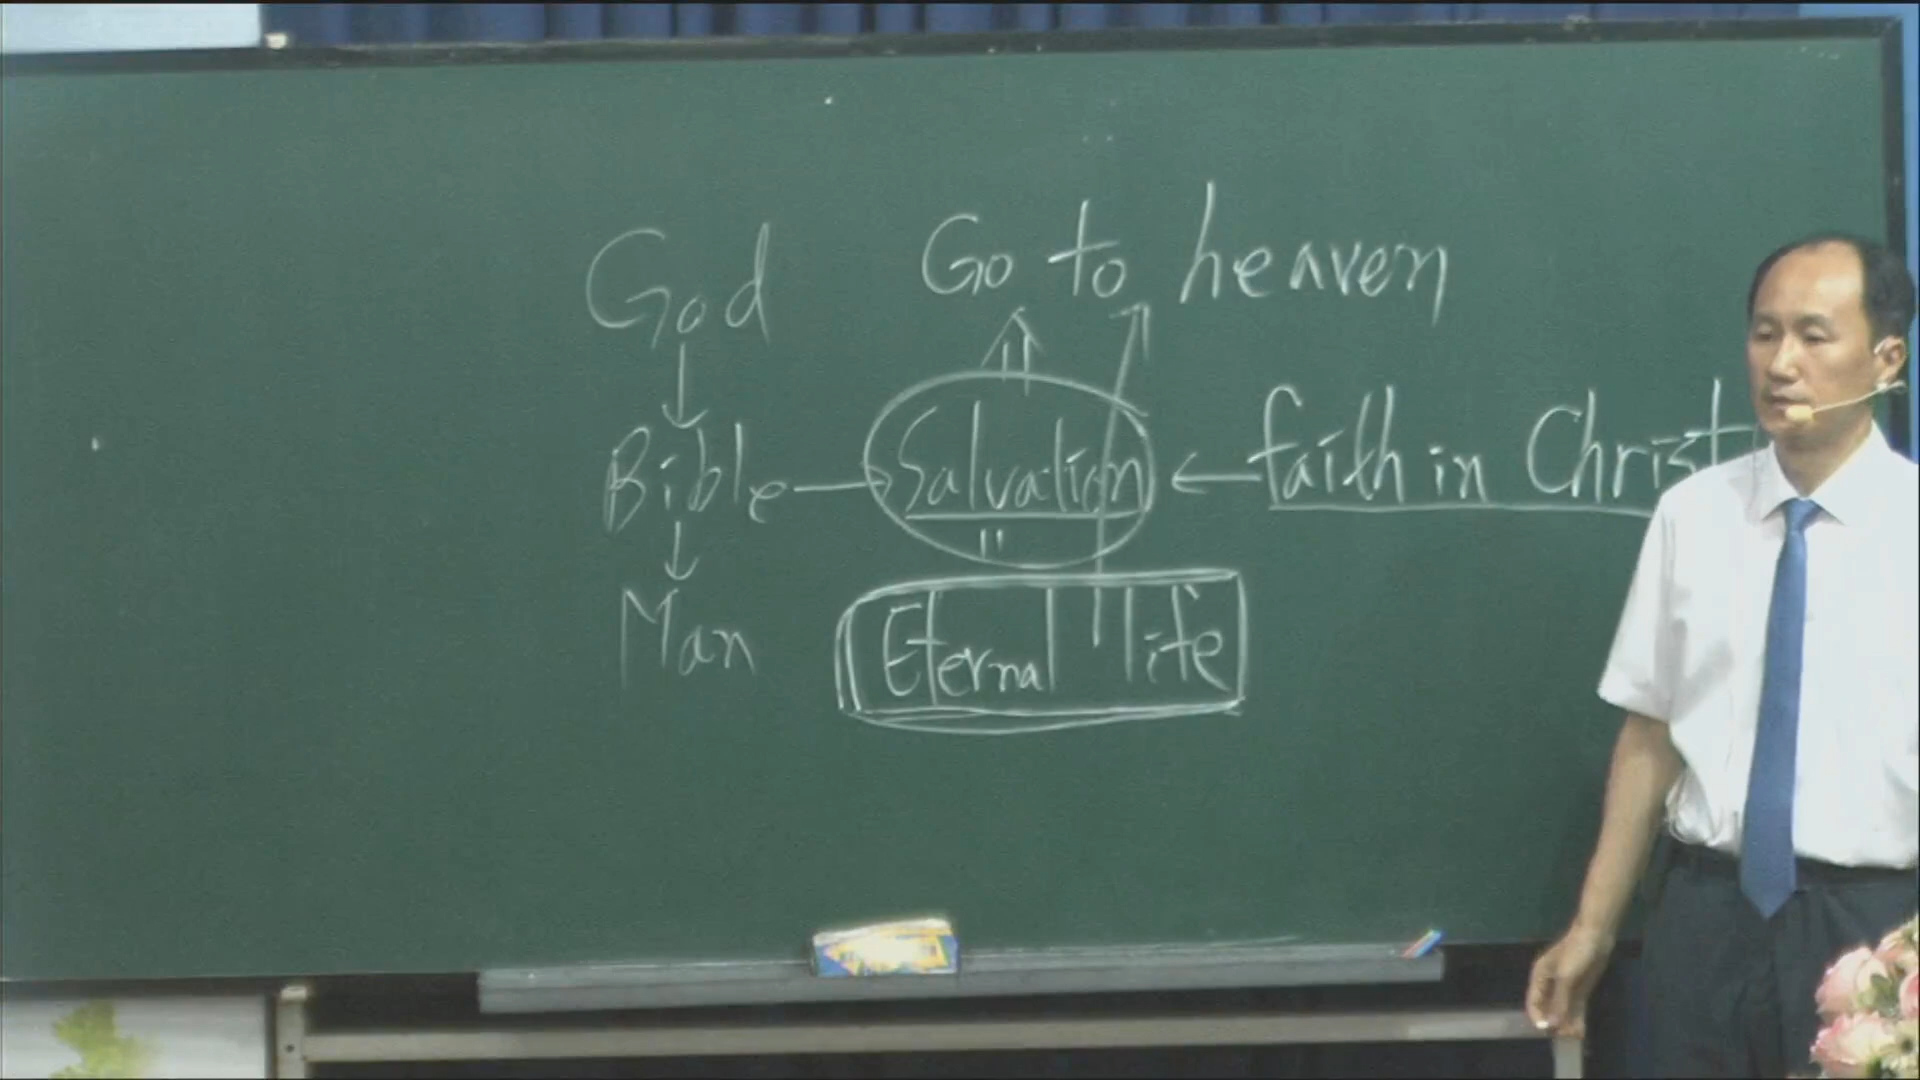 God
Go to heaven
Bible
Salvation
faith in Christ
Man
Eternal life